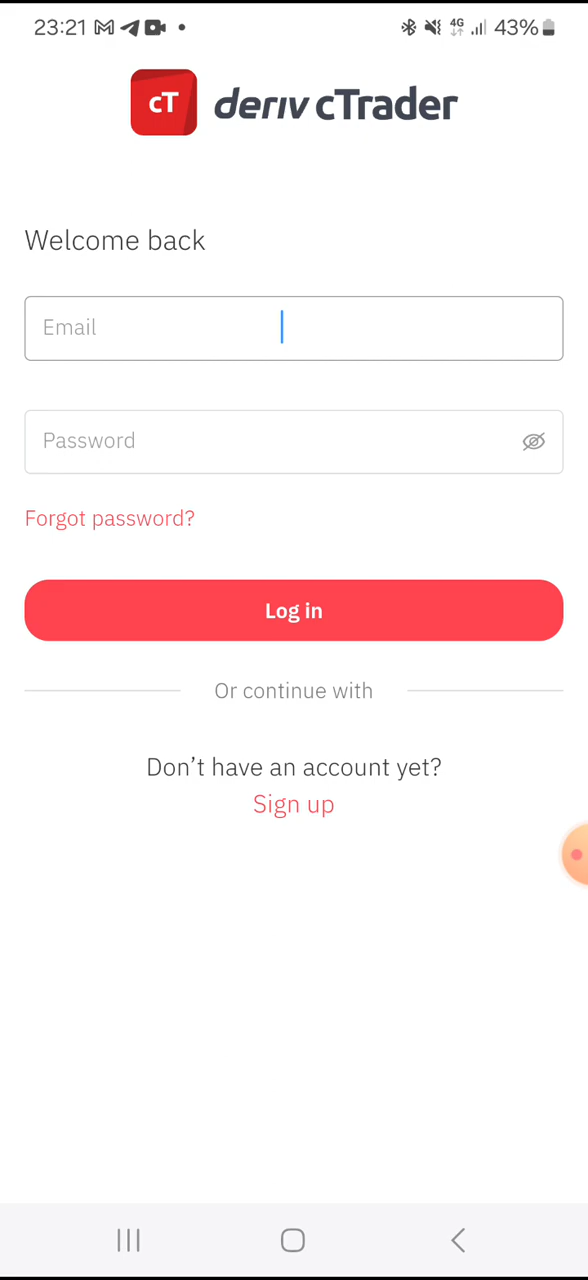 23:21 4G 43%
cT deriv cTrader
Welcome back
Email
Password
Forgot password?
Log in
Or continue with
Don’t have an account yet?
Sign up